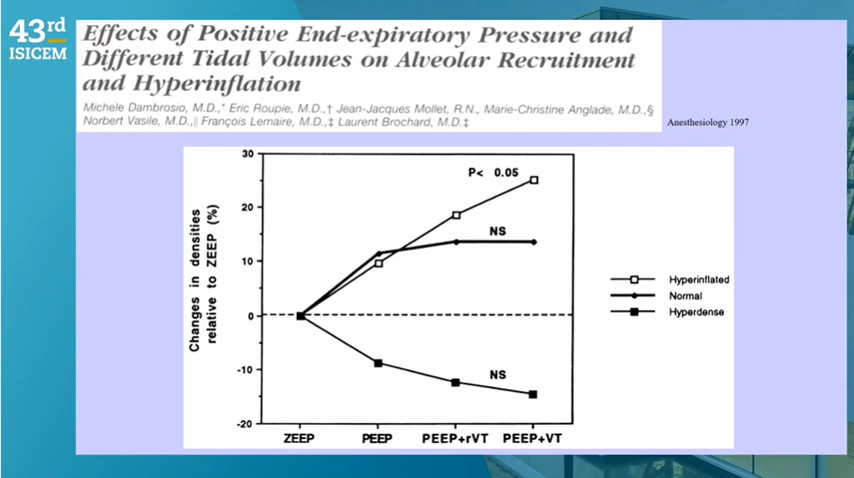 43rd
ISICEM
Effects of Positive End-expiratory Pressure and
Different Tidal Volumes on Alveolar Recruitment
and Hyperinflation
Michele Dambrosio, M.D.,* Eric Roupie, M.D.,† Jean-Jacques Mollet, R.N., Marie-Christine Anglade, M.D.,§
Norbert Vasile, M.D.,|| François Lemaire, M.D.,‡ Laurent Brochard, M.D.‡
Anesthesiology 1997
Changes in densities
relative to ZEEP (%)
30
20
10
0
-10
-20
P< 0.05
NS
NS
ZEEP PEEP PEEP+rVT PEEP+VT
Hyperinflated
Normal
Hyperdense